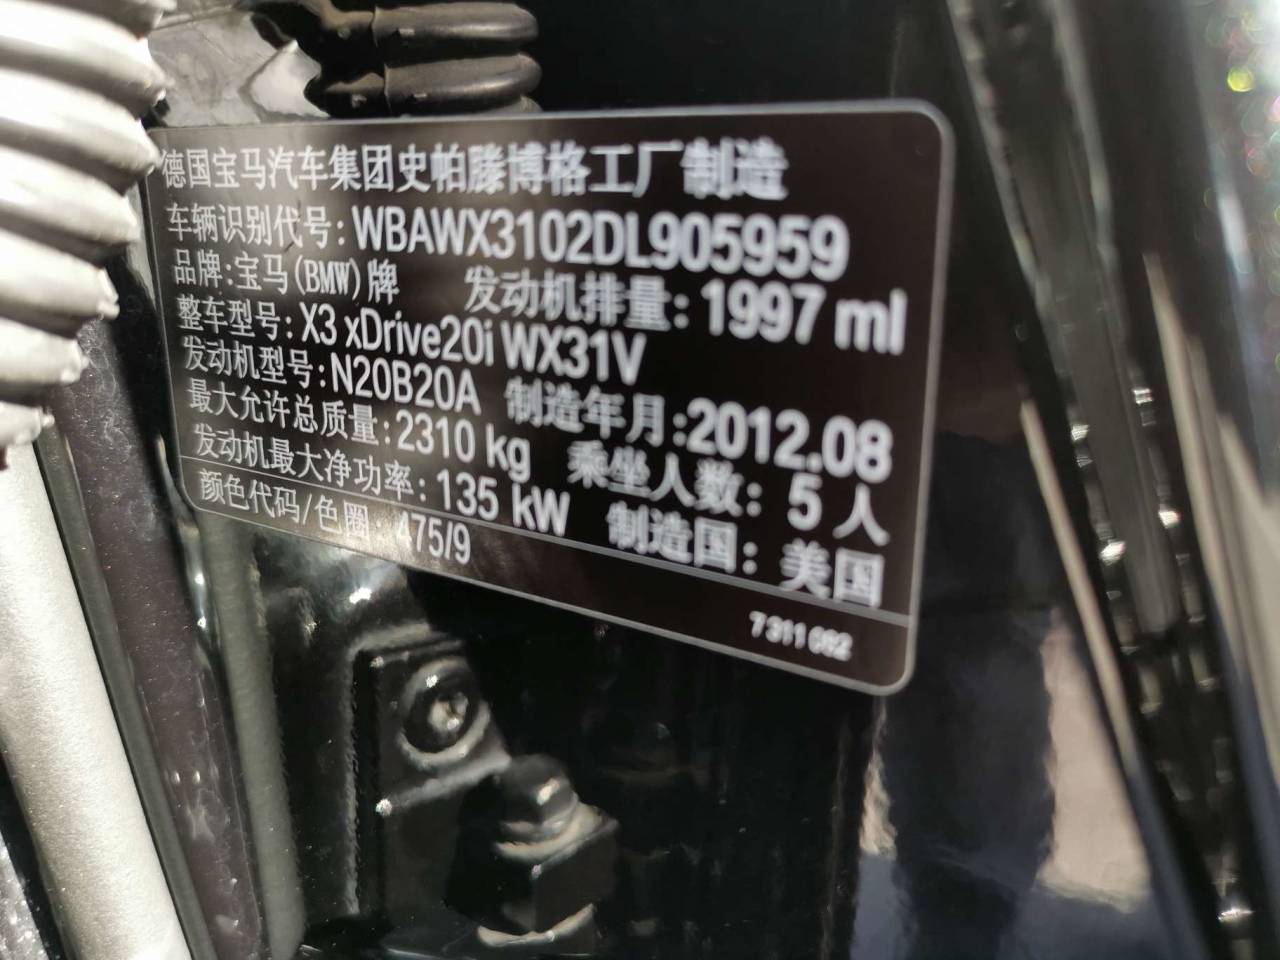 德国宝马汽车集团史帕滕博格工厂制造
车辆识别代号: WBAWX3102DL905959
品牌:宝马(BMW)牌 发动机排量: 1997 ml
整车型号: X3 xDrive20i WX31V
发动机型号: N20B20A 制造年月:2012.08
最大允许总质量: 2310 kg 乘坐人数: 5 人
发动机最大净功率: 135 kW 制造国: 美国
颜色代码/色圈: 475/9
7 311 062